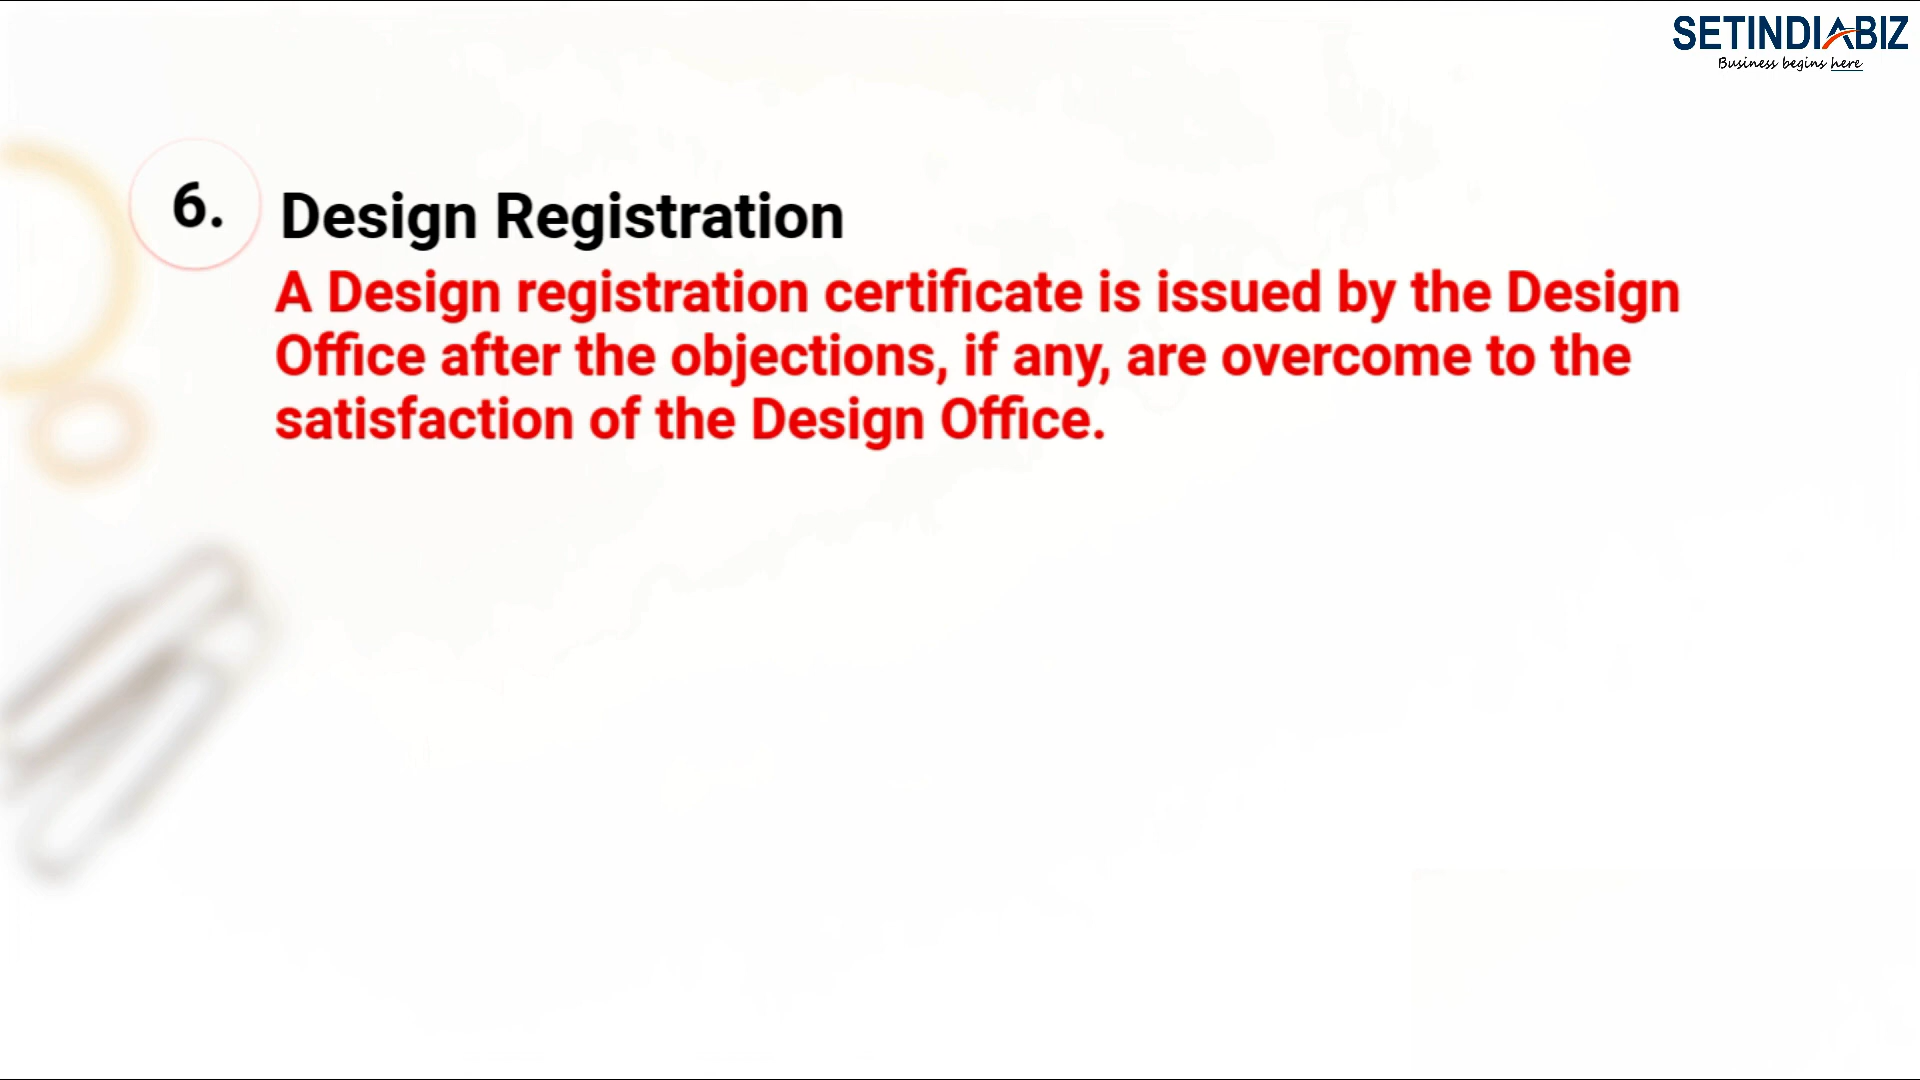 SETINDIABIZ
Business begins here
6.
Design Registration
A Design registration certificate is issued by the Design
Office after the objections, if any, are overcome to the
satisfaction of the Design Office.